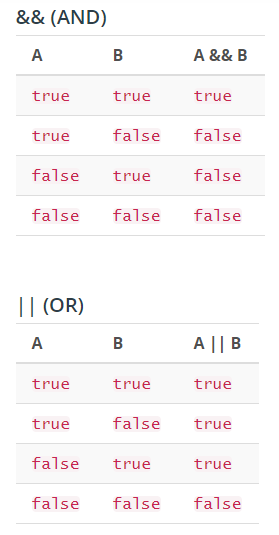 && (AND)
A B A && B
true true true
true false false
false true false
false false false
|| (OR)
A B A || B
true true true
true false true
false true true
false false false